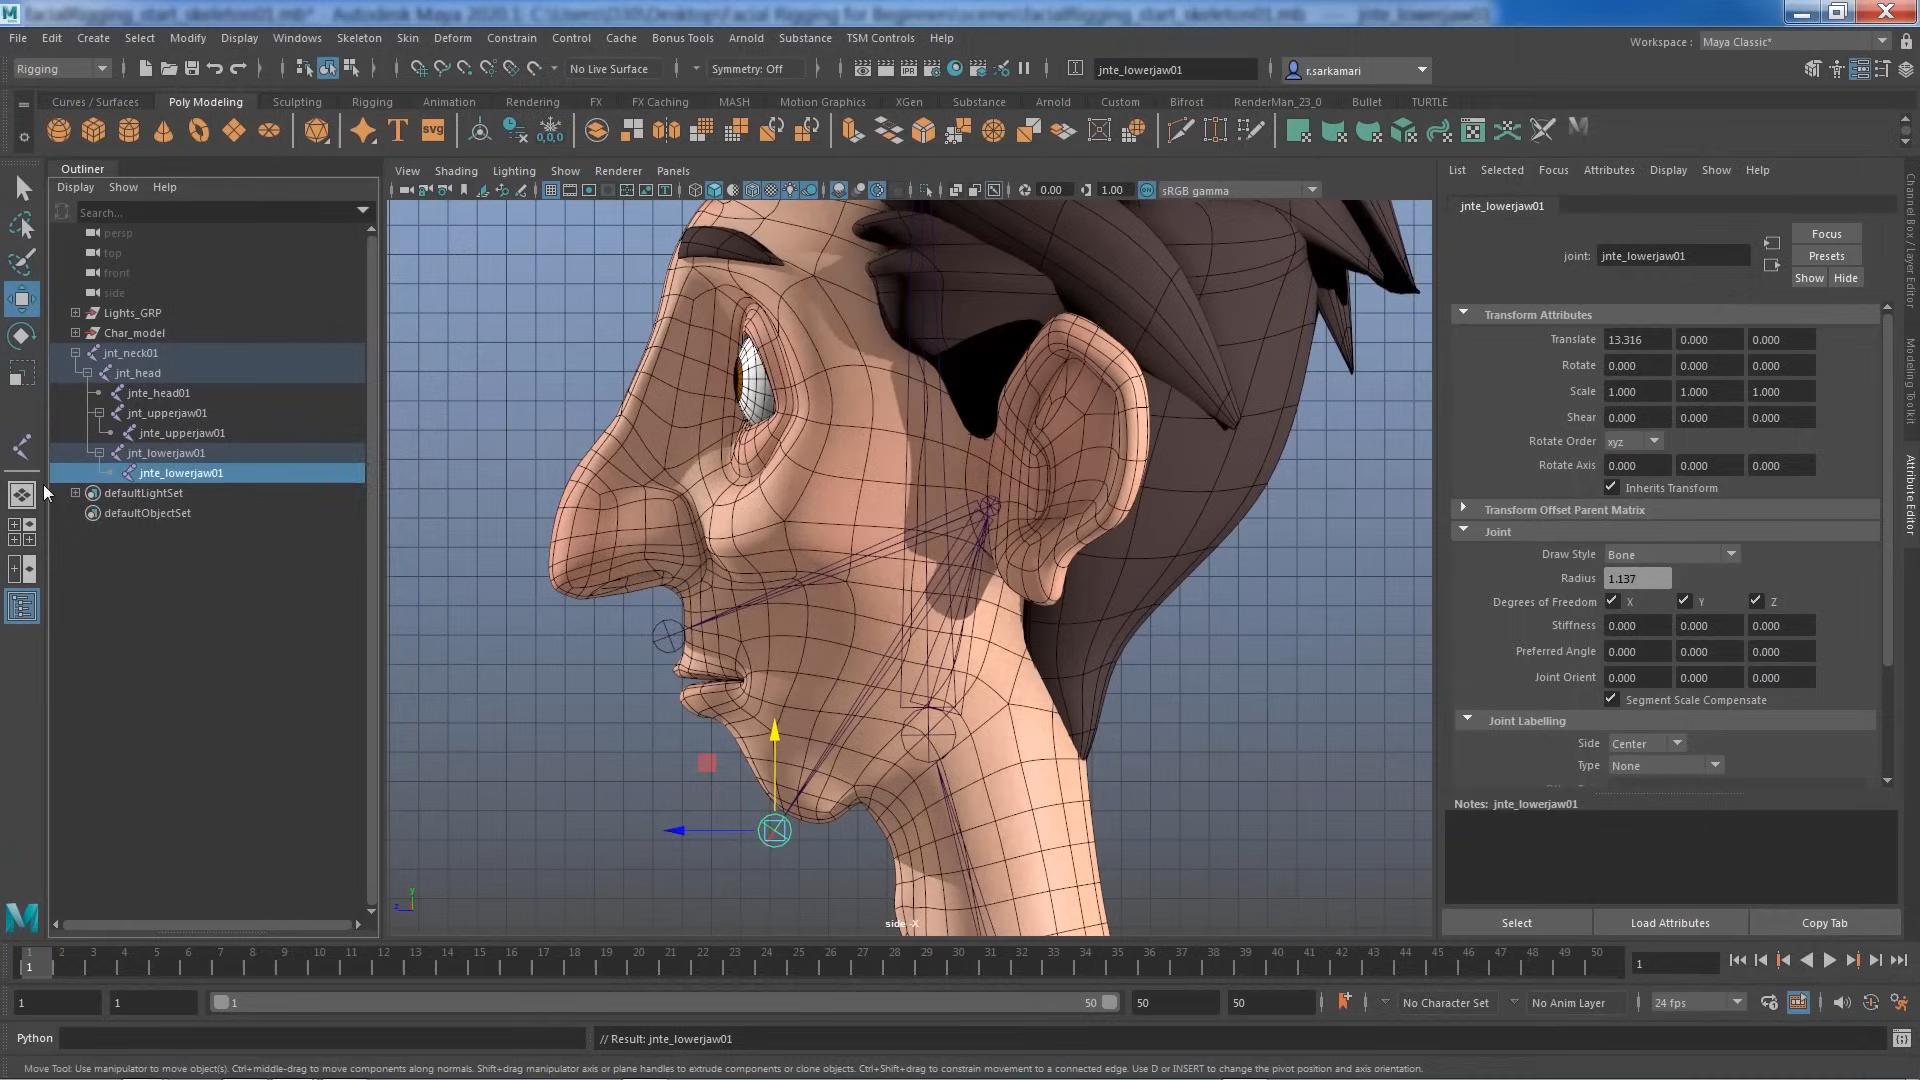 File Edit Create Select Modify Display Windows Skeleton Skin Deform Constrain Control Cache Bonus Tools Arnold Substance TSM Controls Help
Workspace : Maya Classic*
Rigging No Live Surface Symmetry: Off jnte_lowerjaw01 r.sarkamari
Curves / Surfaces Poly Modeling Sculpting Rigging Animation Rendering FX FX Caching MASH Motion Graphics XGen Substance Arnold Custom Bifrost RenderMan_23_0 Bullet TURTLE
Outliner
Display Show Help
Search...
persp
top
front
side
Lights_GRP
Char_model
jnt_neck01
jnt_head
jnte_head01
jnt_upperjaw01
jnte_upperjaw01
jnt_lowerjaw01
jnte_lowerjaw01
defaultLightSet
defaultObjectSet
View Shading Lighting Show Renderer Panels
0.00 1.00 sRGB gamma
side -X
y
z
List Selected Focus Attributes Display Show Help
jnte_lowerjaw01
joint: jnte_lowerjaw01
Focus
Presets
Show Hide
Transform Attributes
Translate 13.316 0.000 0.000
Rotate 0.000 0.000 0.000
Scale 1.000 1.000 1.000
Shear 0.000 0.000 0.000
Rotate Order xyz
Rotate Axis 0.000 0.000 0.000
Inherits Transform
Transform Offset Parent Matrix
Joint
Draw Style Bone
Radius 1.137
Degrees of Freedom X Y Z
Stiffness 0.000 0.000 0.000
Preferred Angle 0.000 0.000 0.000
Joint Orient 0.000 0.000 0.000
Segment Scale Compensate
Joint Labelling
Side Center
Type None
Notes: jnte_lowerjaw01
Select Load Attributes Copy Tab
Channel Box / Layer Editor
Modeling Toolkit
Attribute Editor
1 2 3 4 5 6 7 8 9 10 11 12 13 14 15 16 17 18 19 20 21 22 23 24 25 26 27 28 29 30 31 32 33 34 35 36 37 38 39 40 41 42 43 44 45 46 47 48 49 50
1 1
1 1 1 50 50 50 No Character Set No Anim Layer 24 fps
Python // Result: jnte_lowerjaw01
Move Tool: Use manipulator to move object(s). Ctrl+middle-drag to move components along normals. Shift+drag manipulator axis or plane handles to extrude components or clone objects. Ctrl+Shift+drag to constrain movement to a connected edge. Use D or INSERT to change the pivot position and axis orientation.